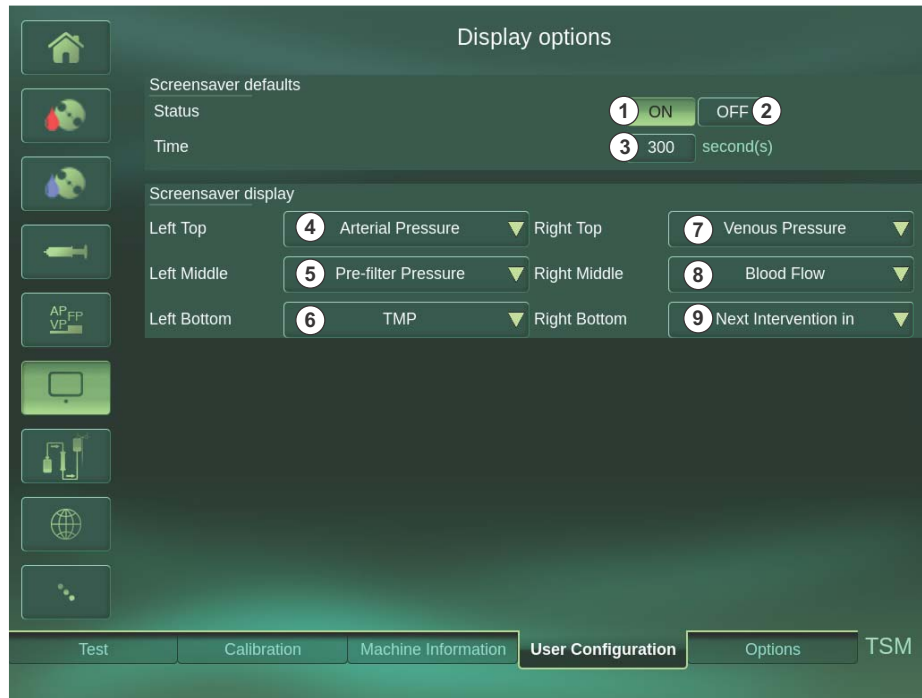 Display options
Screensaver defaults
Status 1 ON OFF 2
Time 3 300 second(s)
Screensaver display
Left Top 4 Arterial Pressure Right Top 7 Venous Pressure
Left Middle 5 Pre-filter Pressure Right Middle 8 Blood Flow
Left Bottom 6 TMP Right Bottom 9 Next Intervention in
AP FP
VP
Test Calibration Machine Information User Configuration Options TSM